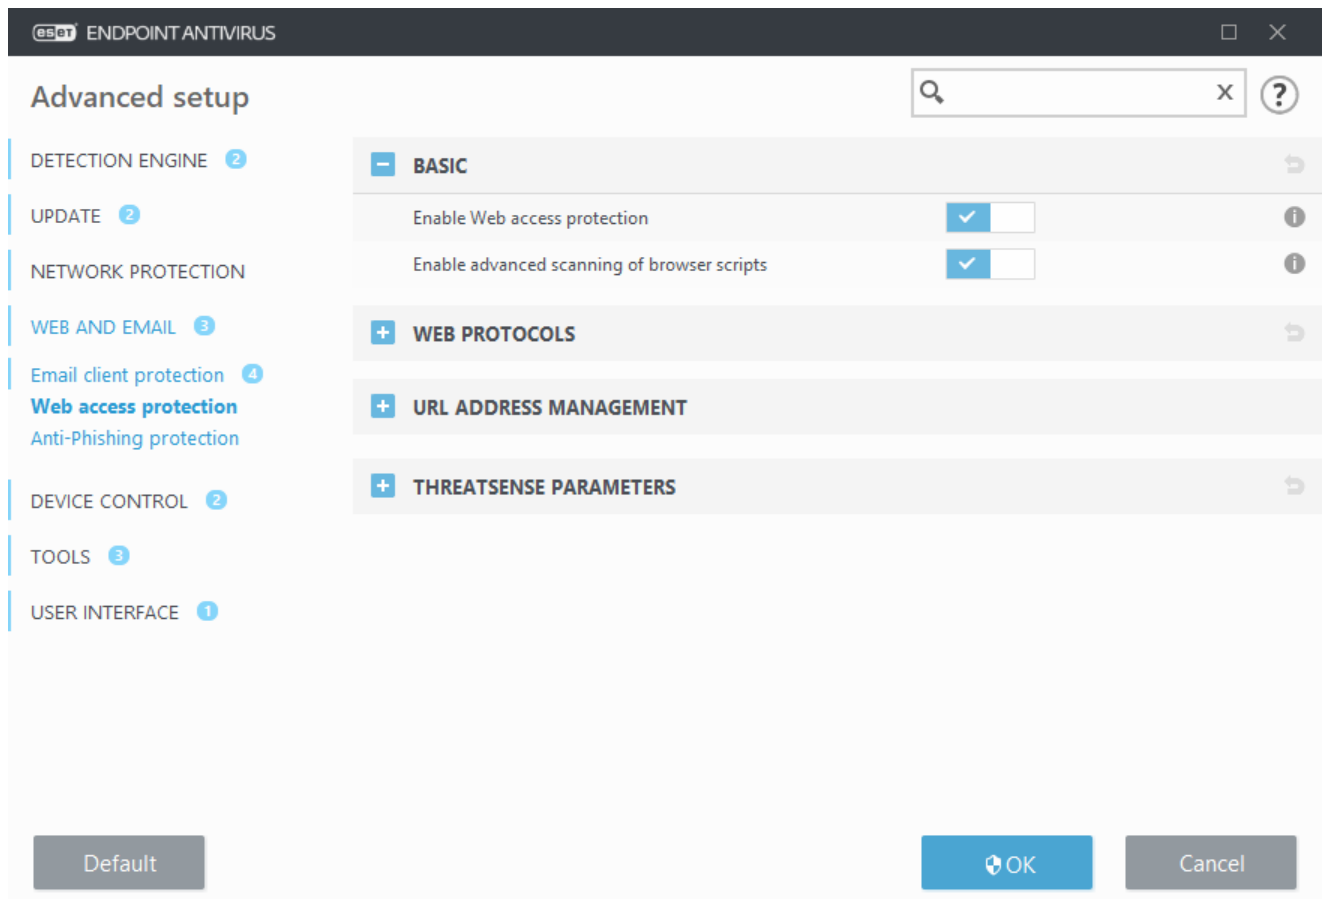 eset ENDPOINT ANTIVIRUS
Advanced setup
x
?
DETECTION ENGINE 2
UPDATE 2
NETWORK PROTECTION
WEB AND EMAIL 3
Email client protection 4
Web access protection
Anti-Phishing protection
DEVICE CONTROL 2
TOOLS 3
USER INTERFACE 1
BASIC
Enable Web access protection
Enable advanced scanning of browser scripts
WEB PROTOCOLS
URL ADDRESS MANAGEMENT
THREATSENSE PARAMETERS
Default
OK
Cancel